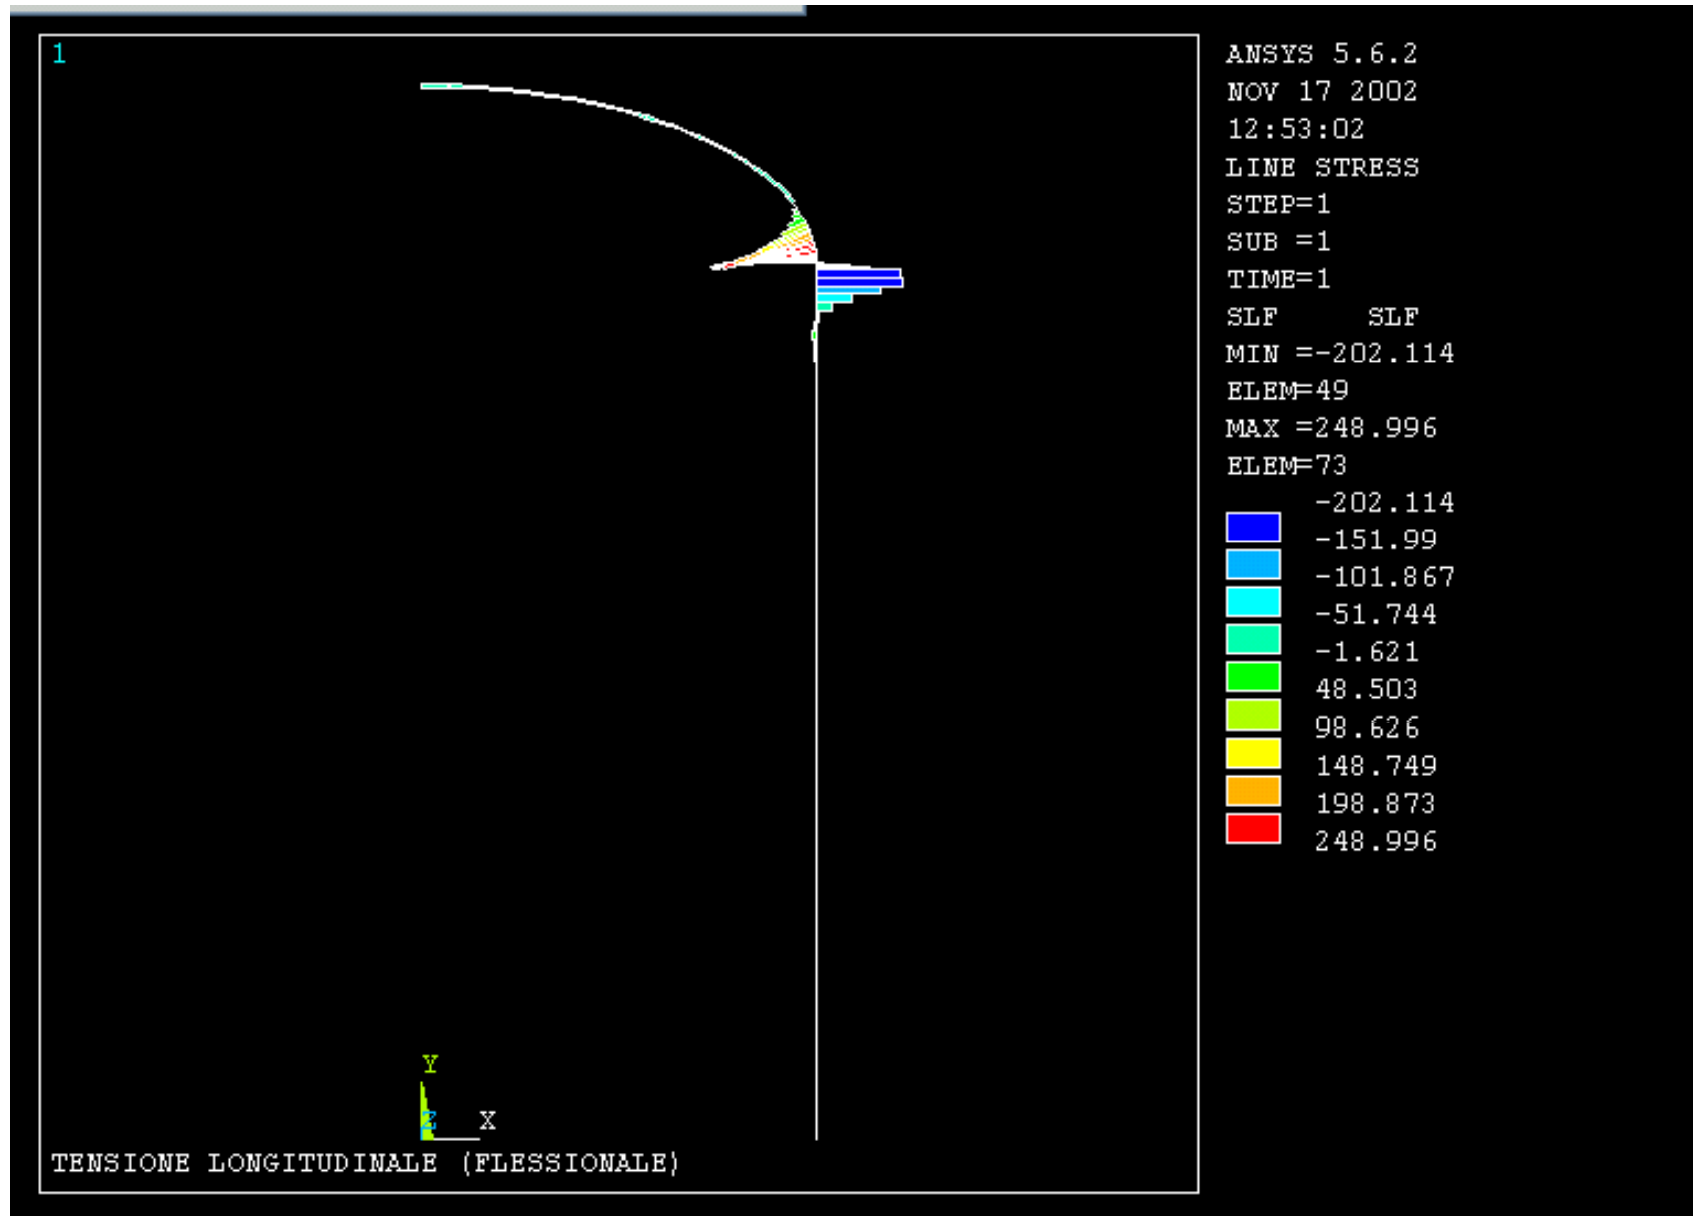 1
ANSYS 5.6.2
NOV 17 2002
12:53:02
LINE STRESS
STEP=1
SUB =1
TIME=1
SLF SLF
MIN =-202.114
ELEM=49
MAX =248.996
ELEM=73
-202.114
-151.99
-101.867
-51.744
-1.621
48.503
98.626
148.749
198.873
248.996
Y
Z X
TENSIONE LONGITUDINALE (FLESSIONALE)